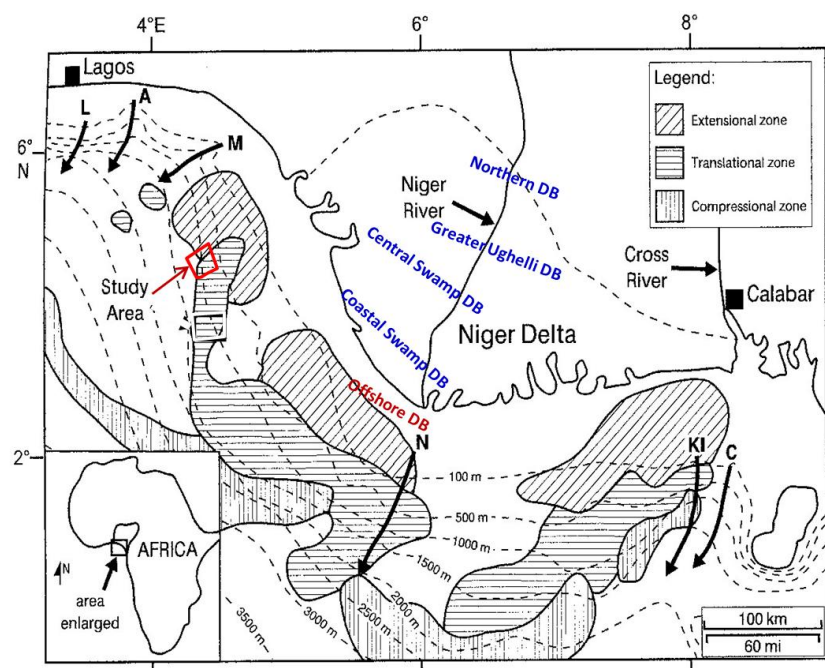 4°E
6°
8°
Lagos
L
A
M
6°
N
Legend:
Extensional zone
Translational zone
Compressional zone
Northern DB
Niger
River
Greater Ughelli DB
Central Swamp DB
Cross
River
Calabar
Study
Area
Coastal Swamp DB
Niger Delta
Offshore DB
N
KI
C
2°
100 m
500 m
1000 m
1500 m
2000 m
2500 m
3000 m
3500 m
AFRICA
N
area
enlarged
100 km
60 mi